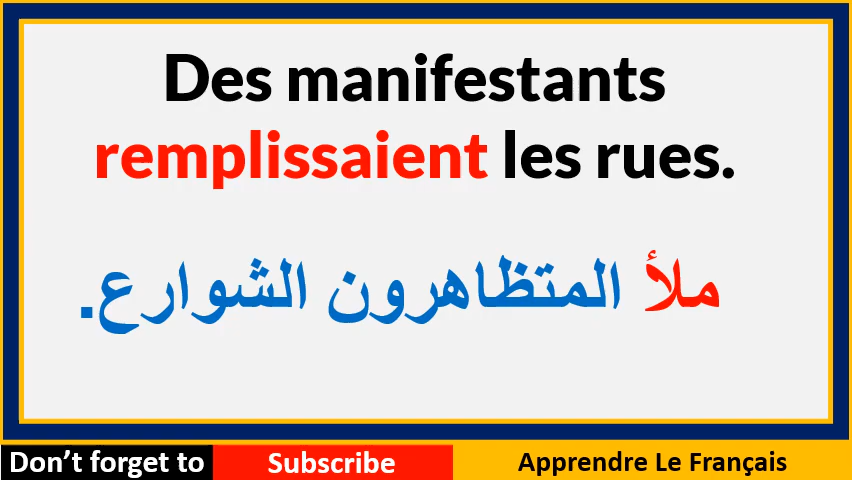 Des manifestants
remplissaient les rues.
ملأ المتظاهرون الشوارع.
Don’t forget to Subscribe Apprendre Le Français